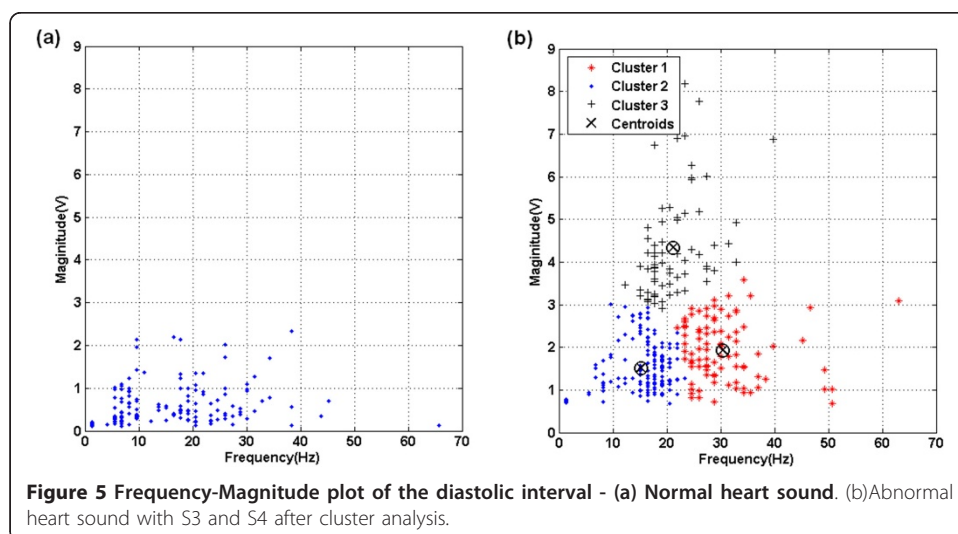 (a)
9
8
7
6
5
4
3
2
1
0
Maginitude(V)
0 10 20 30 40 50 60 70
Frequency(Hz)
(b)
9
8
7
6
5
4
3
2
1
0
Maginitude(V)
Cluster 1
Cluster 2
Cluster 3
Centroids
0 10 20 30 40 50 60 70
Frequency(Hz)
Figure 5 Frequency-Magnitude plot of the diastolic interval - (a) Normal heart sound. (b)Abnormal
heart sound with S3 and S4 after cluster analysis.